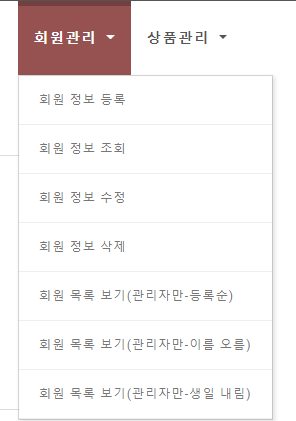 회원관리 상품관리
회원 정보 등록
회원 정보 조회
회원 정보 수정
회원 정보 삭제
회원 목록 보기(관리자만-등록순)
회원 목록 보기(관리자만-이름 오름)
회원 목록 보기(관리자만-생일 내림)